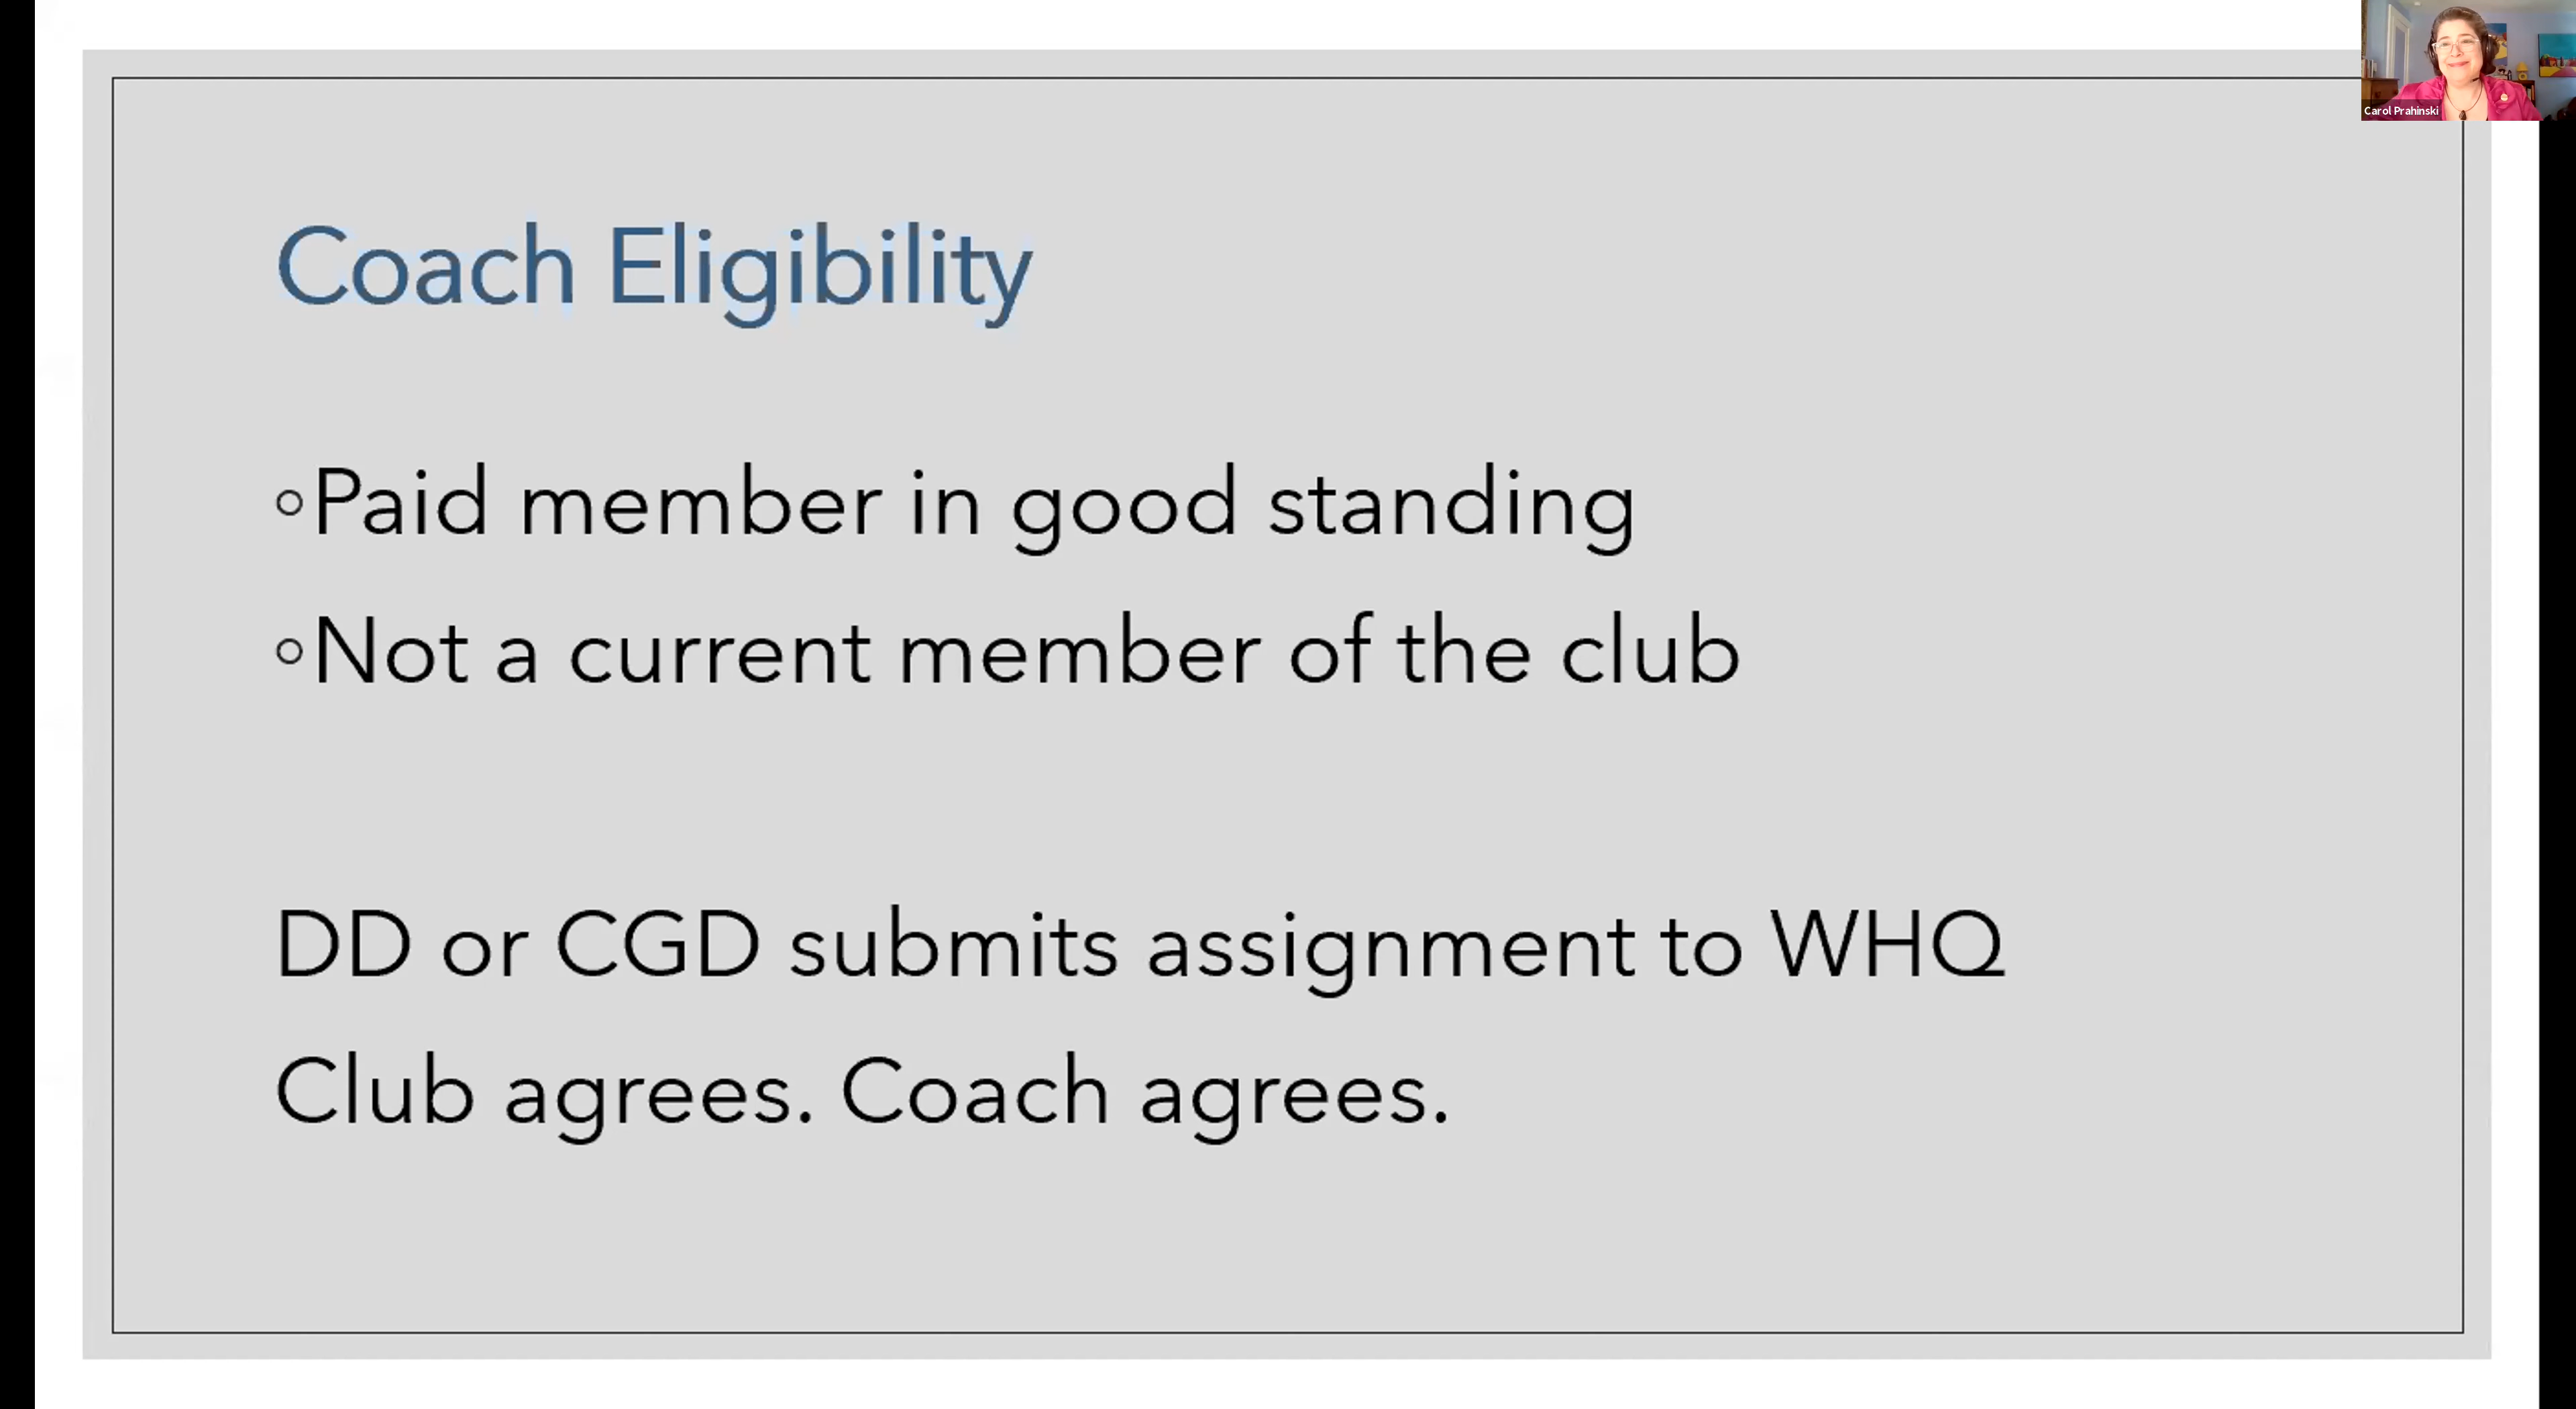 Carol Prahinski
Coach Eligibility
◦Paid member in good standing
◦Not a current member of the club
DD or CGD submits assignment to WHQ
Club agrees. Coach agrees.